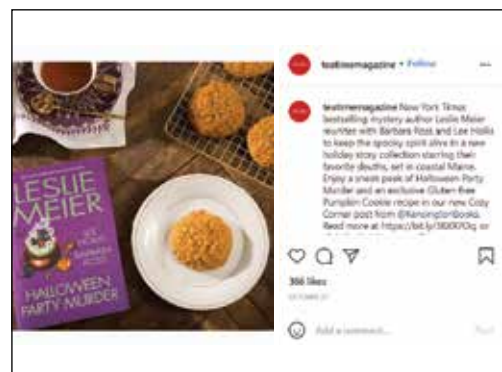 LESLIE
MEIER
LEE
HOLLIS
BARBARA
ROSS
HALLOWEEN
PARTY MURDER
teatimemagazine • Follow
teatimemagazine New York Times
bestselling mystery author Leslie Meier
reunites with Barbara Ross and Lee Hollis
to keep the spooky spirit alive in a new
holiday story collection starring their
favorite sleuths, set in coastal Maine.
Enjoy a sneak peek of Halloween Party
Murder and an exclusive Gluten-free
Pumpkin Cookie recipe in our new Cozy
Corner post from @KensingtonBooks.
Read more at or
366 likes
OCTOBER
Add a comment...
Post